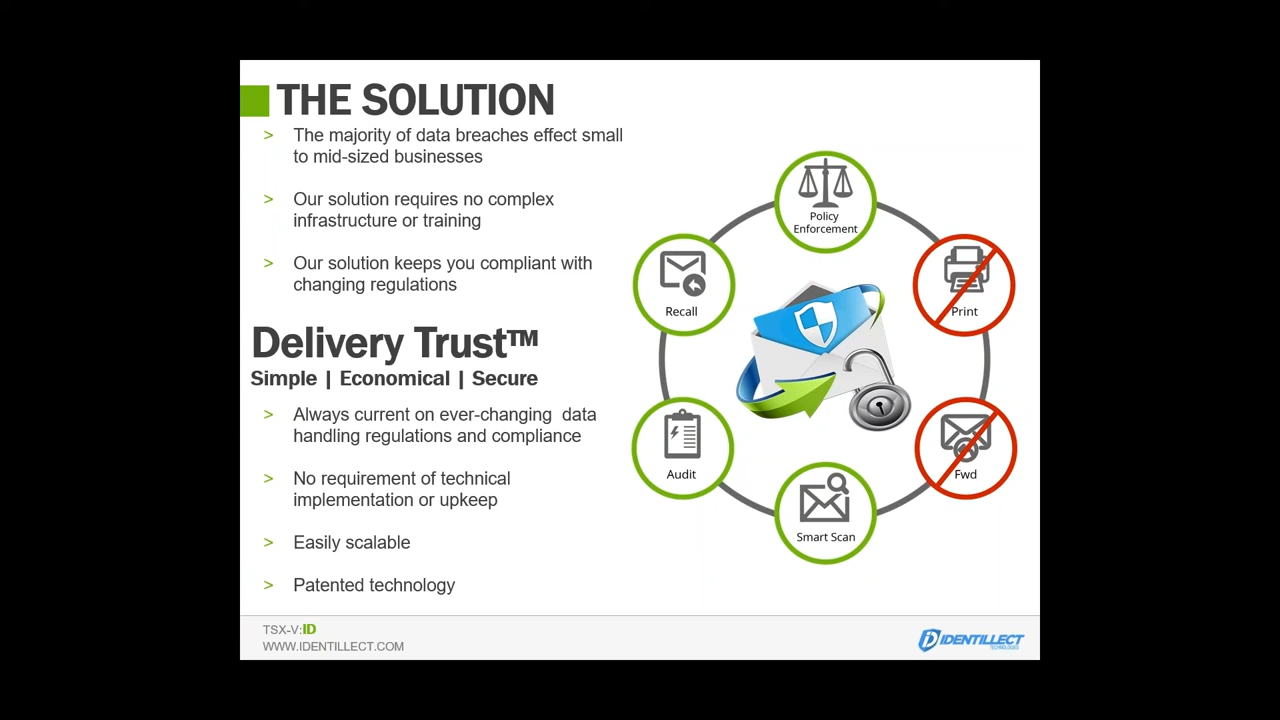 THE SOLUTION
> The majority of data breaches effect small
to mid-sized businesses
> Our solution requires no complex
infrastructure or training
> Our solution keeps you compliant with
changing regulations
Delivery Trust™
Simple | Economical | Secure
> Always current on ever-changing  data
handling regulations and compliance
> No requirement of technical
implementation or upkeep
> Easily scalable
> Patented technology
Policy
Enforcement
Print
Fwd
Smart Scan
Audit
Recall
TSX-V:ID
WWW.IDENTILLECT.COM
ID IDENTILLECT
TECHNOLOGIES